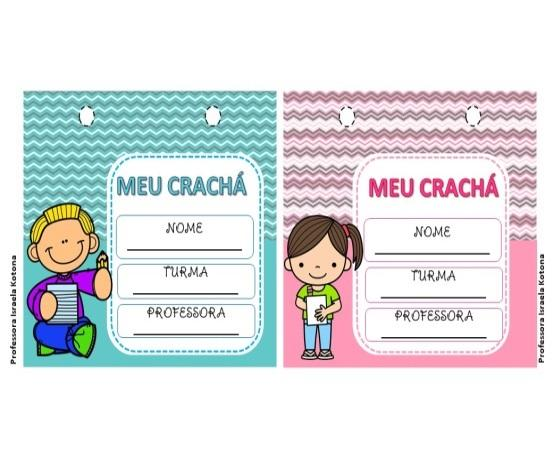 MEU CRACHÁ
NOME
TURMA
PROFESSORA
Professora Israela Kotona
MEU CRACHÁ
NOME
TURMA
PROFESSORA
Professora Israela Kotona